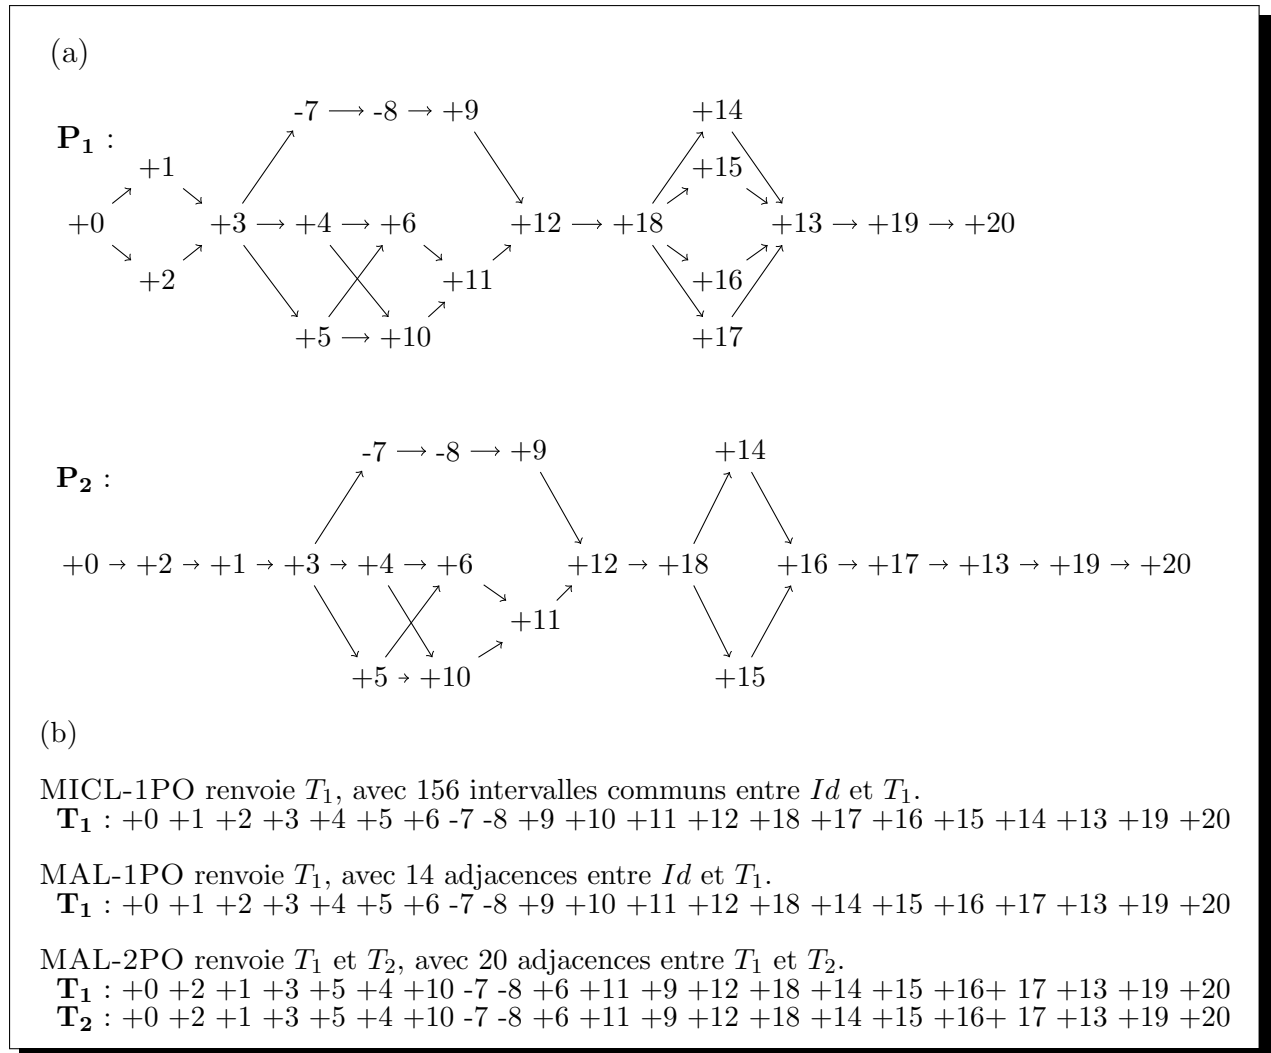 (a)
-7 → -8 → +9 +14
P₁ :
+1 +15
+0 +3 → +4 → +6 +12 → +18 +13 → +19 → +20
+2 +11 +16
+5 → +10 +17
-7 → -8 → +9 +14
P₂ :
+0 → +2 → +1 → +3 → +4 → +6 +12 → +18 +16 → +17 → +13 → +19 → +20
+11
+5 → +10 +15
(b)
MICL-1PO renvoie T₁, avec 156 intervalles communs entre Id et T₁.
T₁ : +0 +1 +2 +3 +4 +5 +6 -7 -8 +9 +10 +11 +12 +18 +17 +16 +15 +14 +13 +19 +20
MAL-1PO renvoie T₁, avec 14 adjacences entre Id et T₁.
T₁ : +0 +1 +2 +3 +4 +5 +6 -7 -8 +9 +10 +11 +12 +18 +14 +15 +16 +17 +13 +19 +20
MAL-2PO renvoie T₁ et T₂, avec 20 adjacences entre T₁ et T₂.
T₁ : +0 +2 +1 +3 +5 +4 +10 -7 -8 +6 +11 +9 +12 +18 +14 +15 +16+ 17 +13 +19 +20
T₂ : +0 +2 +1 +3 +5 +4 +10 -7 -8 +6 +11 +9 +12 +18 +14 +15 +16+ 17 +13 +19 +20